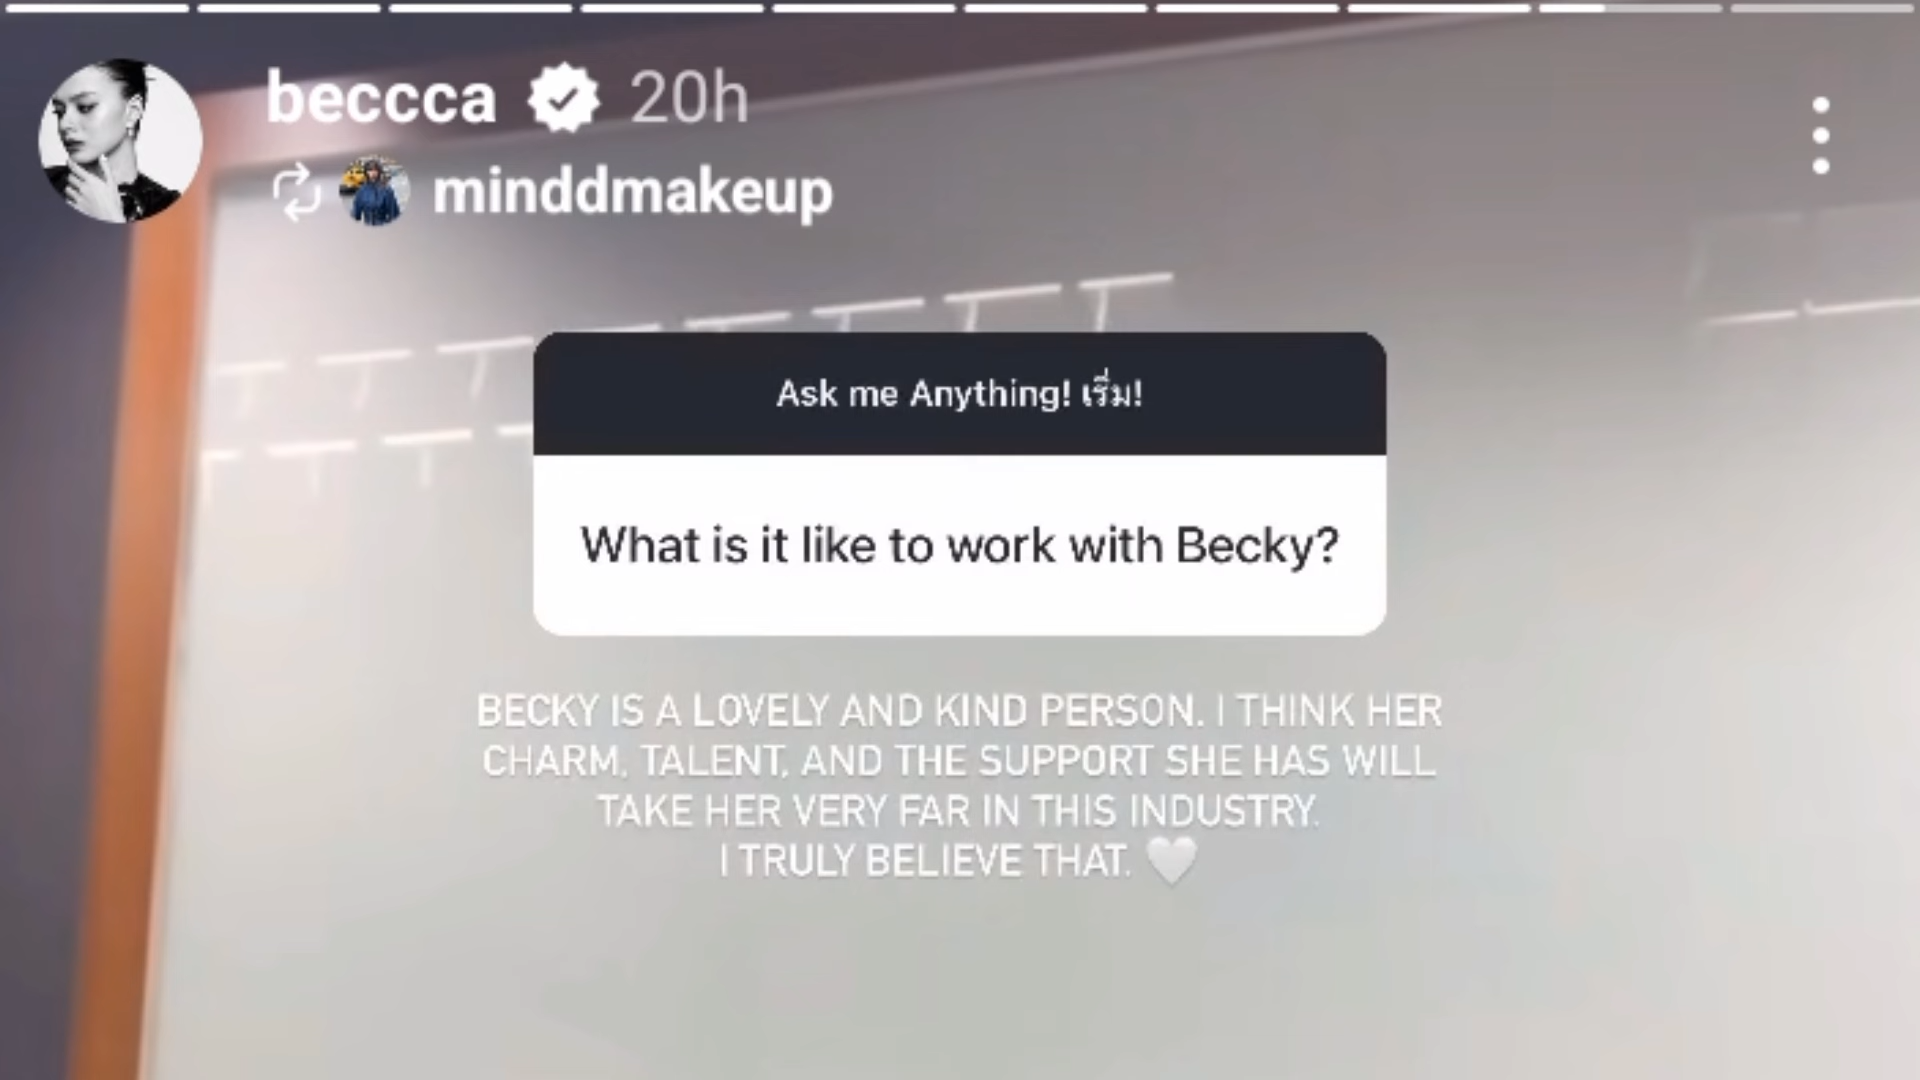 beccca 20h
minddmakeup
Ask me Anything! เริ่ม!
What is it like to work with Becky?
BECKY IS A LOVELY AND KIND PERSON. I THINK HER
CHARM, TALENT, AND THE SUPPORT SHE HAS WILL
TAKE HER VERY FAR IN THIS INDUSTRY.
I TRULY BELIEVE THAT. 🤍